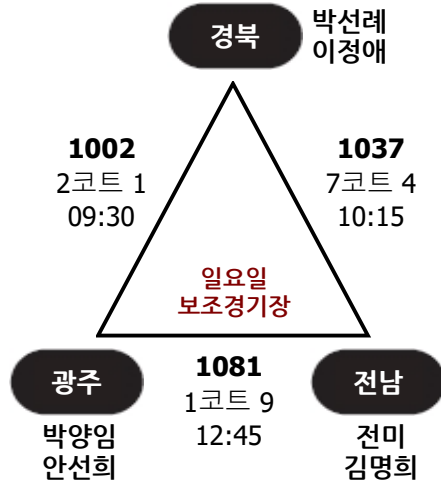 경북
박선례
이정애
1002
2코트 1
09:30
1037
7코트 4
10:15
일요일
보조경기장
광주
박양임
안선희
1081
1코트 9
12:45
전남
전미
김명희